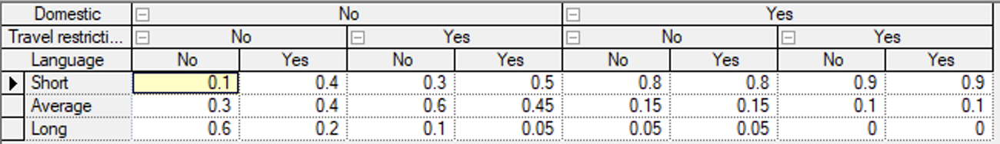 Domestic No Yes
Travel restricti... No Yes No Yes
Language No Yes No Yes No Yes No Yes
Short 0.1 0.4 0.3 0.5 0.8 0.8 0.9 0.9
Average 0.3 0.4 0.6 0.45 0.15 0.15 0.1 0.1
Long 0.6 0.2 0.1 0.05 0.05 0.05 0 0